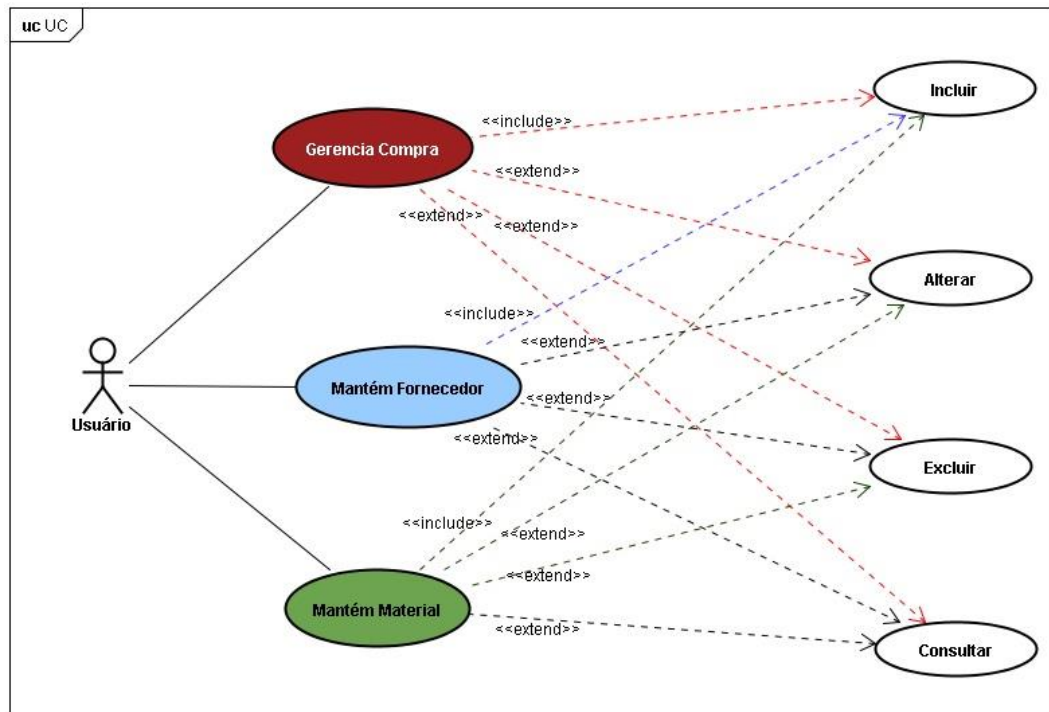 uc UC
Incluir
<<include>>
Gerencia Compra
<<extend>>
<<extend>>
<<extend>>
Alterar
<<include>>
<<extend>>
Mantém Fornecedor
<<extend>>
Usuário
<<extend>>
Excluir
<<include>>
<<extend>>
<<extend>>
Mantém Material
<<extend>>
Consultar